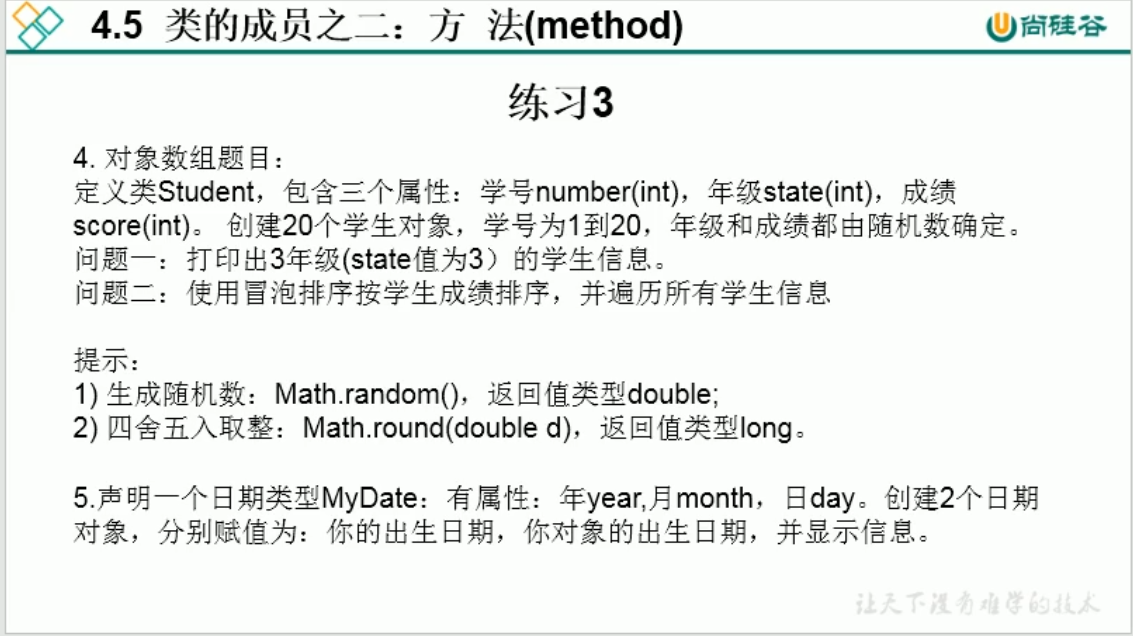 4.5 类的成员之二：方 法(method)
尚硅谷
练习3
4. 对象数组题目：
定义类Student，包含三个属性：学号number(int)，年级state(int)，成绩
score(int)。 创建20个学生对象，学号为1到20，年级和成绩都由随机数确定。
问题一：打印出3年级(state值为3）的学生信息。
问题二：使用冒泡排序按学生成绩排序，并遍历所有学生信息
提示：
1) 生成随机数：Math.random()，返回值类型double;
2) 四舍五入取整：Math.round(double d)，返回值类型long。
5.声明一个日期类型MyDate：有属性：年year,月month，日day。创建2个日期
对象，分别赋值为：你的出生日期，你对象的出生日期，并显示信息。
让天下没有难学的技术